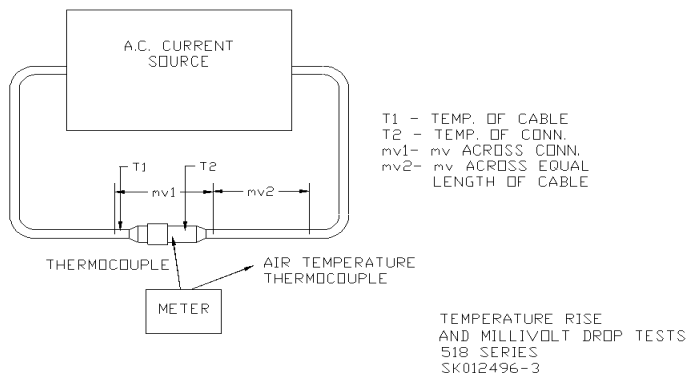 A.C. CURRENT
SOURCE
T1 - TEMP. OF CABLE
T2 - TEMP. OF CONN.
mv1- mv ACROSS CONN.
mv2- mv ACROSS EQUAL
LENGTH OF CABLE
T1
T2
mv1
mv2
THERMOCOUPLE
AIR TEMPERATURE
THERMOCOUPLE
METER
TEMPERATURE RISE
AND MILLIVOLT DROP TESTS
518 SERIES
SK012496-3